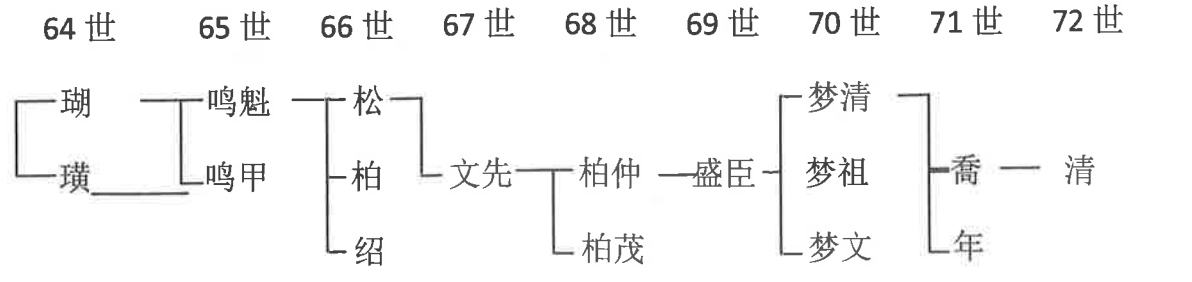 64世 65世 66世 67世 68世 69世 70世 71世 72世
瑚 鸣魁 松 梦清
璜 鸣甲 柏 文先 柏仲 盛臣 梦祖 喬 清
绍 柏茂 梦文 年